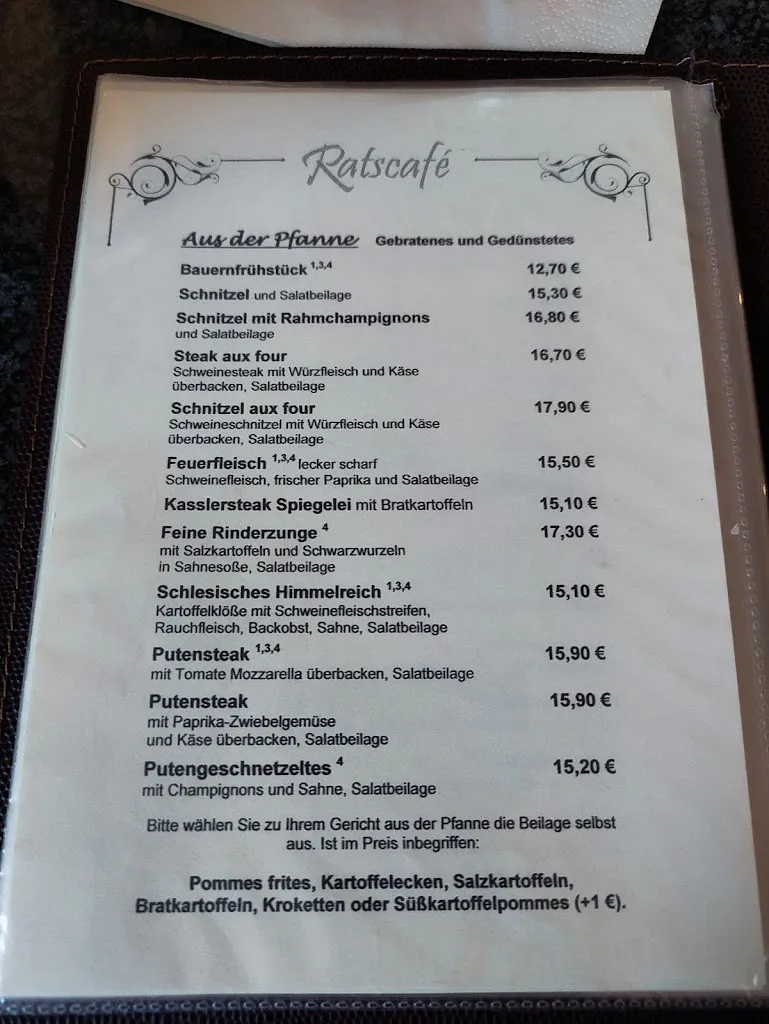 Ratscafé
Aus der Pfanne Gebratenes und Gedünstetes
Bauernfrühstück 1,3,4 12,70 €
Schnitzel und Salatbeilage 15,30 €
Schnitzel mit Rahmchampignons 16,80 €
und Salatbeilage
Steak aux four 16,70 €
Schweinesteak mit Würzfleisch und Käse
überbacken, Salatbeilage
Schnitzel aux four 17,90 €
Schweineschnitzel mit Würzfleisch und Käse
überbacken, Salatbeilage
Feuerfleisch 1,3,4 lecker scharf 15,50 €
Schweinefleisch, frischer Paprika und Salatbeilage
Kasslersteak Spiegelei mit Bratkartoffeln 15,10 €
Feine Rinderzunge 4 17,30 €
mit Salzkartoffeln und Schwarzwurzeln
in Sahnesoße, Salatbeilage
Schlesisches Himmelreich 1,3,4 15,10 €
Kartoffelklöße mit Schweinefleischstreifen,
Rauchfleisch, Backobst, Sahne, Salatbeilage
Putensteak 1,3,4 15,90 €
mit Tomate Mozzarella überbacken, Salatbeilage
Putensteak 15,90 €
mit Paprika-Zwiebelgemüse
und Käse überbacken, Salatbeilage
Putengeschnetzeltes 4 15,20 €
mit Champignons und Sahne, Salatbeilage
Bitte wählen Sie zu Ihrem Gericht aus der Pfanne die Beilage selbst
aus. Ist im Preis inbegriffen:
Pommes frites, Kartoffelecken, Salzkartoffeln,
Bratkartoffeln, Kroketten oder Süßkartoffelpommes (+1 €).